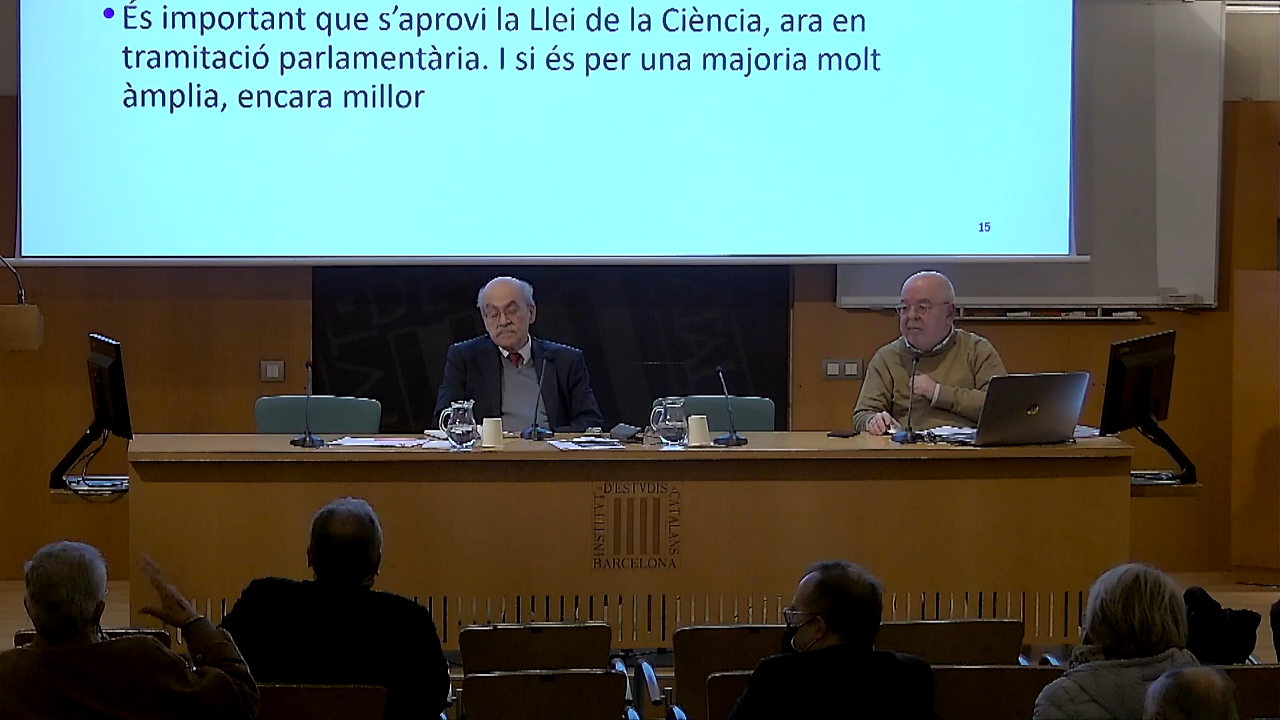 • És important que s'aprovi la Llei de la Ciència, ara en
tramitació parlamentària. I si és per una majoria molt
àmplia, encara millor
15
INSTITUT
D'ESTVDIS
CATALANS
BARCELONA